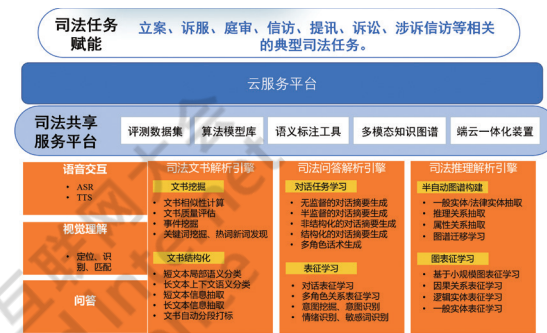 司法任务
赋能
立案、诉服、庭审、信访、提讯、诉讼、涉诉信访等相关
的典型司法任务。
云服务平台
司法共享
服务平台
评测数据集
算法模型库
语义标注工具
多模态知识图谱
端云一体化装置
语音交互
• ASR
• TTS
视觉理解
• 定位、识
别、匹配
问答
司法文书解析引擎
文书挖掘
• 文书相似性计算
• 文书质量评估
• 事件挖掘
• 关键词挖掘、热词新词发现
文书结构化
• 短文本局部语义分类
• 长文本上下文语义分类
• 短文本信息抽取
• 长文本信息抽取
• 文书自动分段打标
司法问答解析引擎
对话任务学习
• 无监督的对话摘要生成
• 半监督的对话摘要生成
• 非结构化的对话摘要生成
• 结构化的对话摘要生成
• 多角色话术生成
表征学习
• 对话表征学习
• 多角色关系表征学习
• 意图挖掘、意图识别
• 情绪识别、敏感词识别
司法推理解析引擎
半自动图谱构建
• 一般实体/法律实体抽取
• 推理关系抽取
• 属性关系抽取
• 图谱迁移学习
图表征学习
• 基于小规模图表征学习
• 因果关系表征学习
• 逻辑实体表征学习
• 一般实体表征学习
互联网大会
Internet